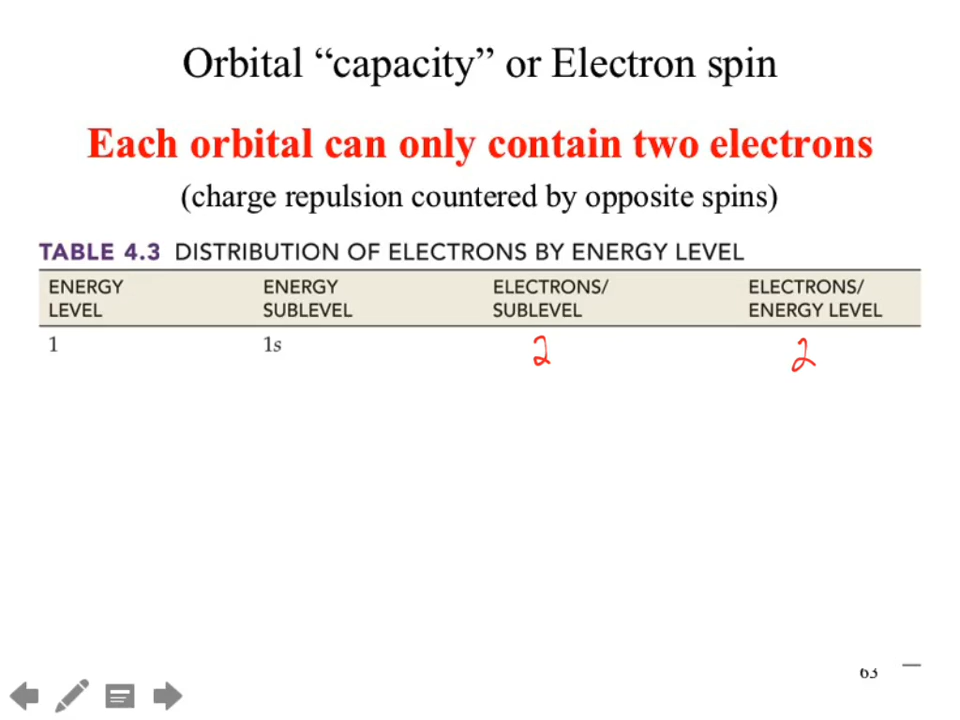 Orbital “capacity” or Electron spin
Each orbital can only contain two electrons
(charge repulsion countered by opposite spins)
TABLE 4.3 DISTRIBUTION OF ELECTRONS BY ENERGY LEVEL
ENERGY LEVEL
ENERGY SUBLEVEL
ELECTRONS/ SUBLEVEL
ELECTRONS/ ENERGY LEVEL
1 1s 2 2
63